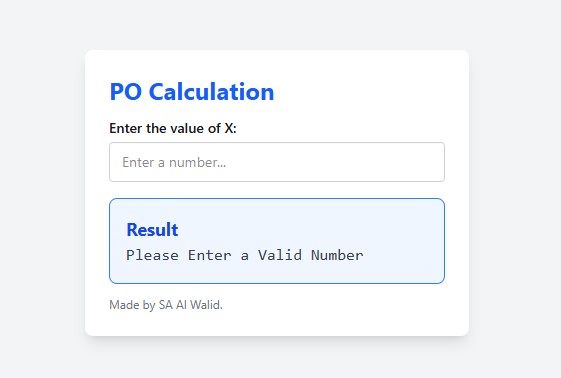 PO Calculation
Enter the value of X:
Enter a number...
Result
Please Enter a Valid Number
Made by SA Al Walid.